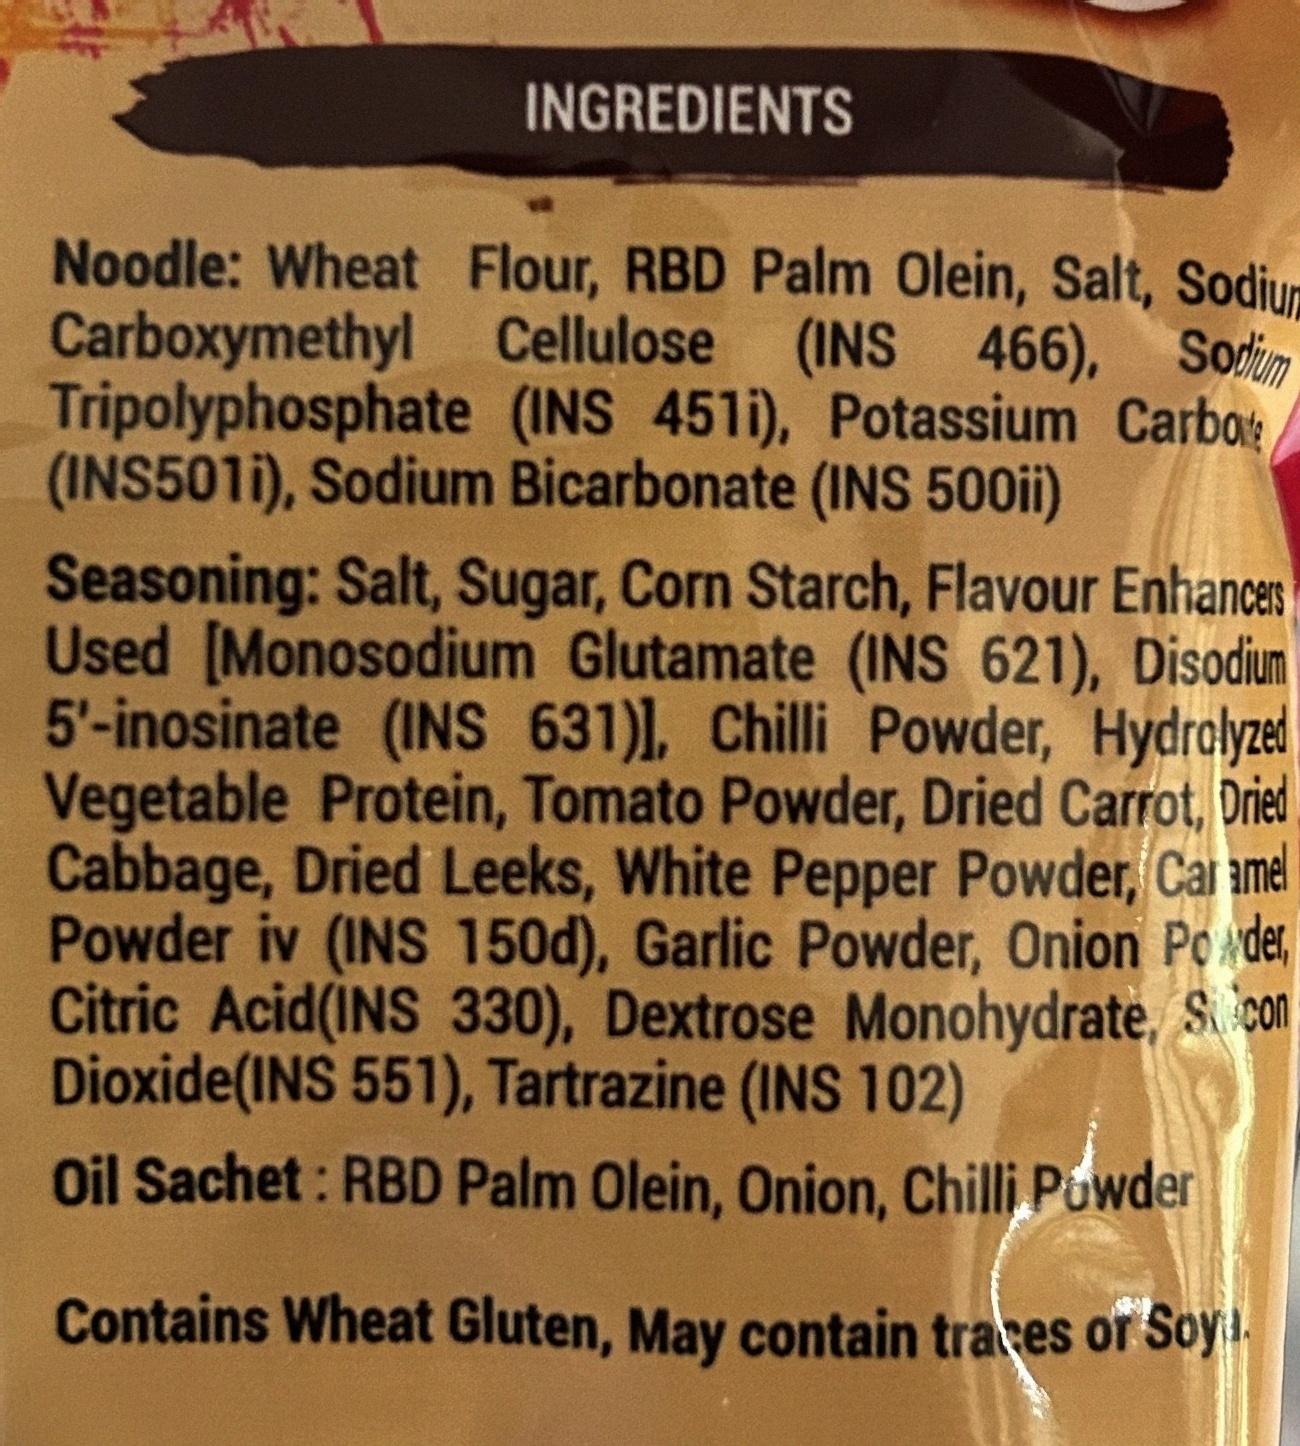 INGREDIENTS
Noodle: Wheat Flour, RBD Palm Olein, Salt, Sodium
Carboxymethyl Cellulose (INS 466), Sodium
Tripolyphosphate (INS 451i), Potassium
(INS501i), Sodium Bicarbonate (INS 500ii)
Seasoning: Salt, Sugar, Corn Starch, Flavour Enhancers
Used [Monosodium Glutamate (INS 621), Disodium
5'-inosinate (INS 631)], Chilli Powder, Hydrolyzed
Vegetable Protein, Tomato Powder, Dried Carrot, Dried
Cabbage, Dried Leeks, White Pepper Powder, Caramel
Powder iv (INS 150d), Garlic Powder, Onion Powder,
Citric Acid(INS 330), Dextrose Monohydrate, Silicon
Dioxide(INS 551), Tartrazine (INS 102)
Oil Sachet : RBD Palm Olein, Onion, Chilli Powder
Contains Wheat Gluten, May contain traces of Soya.